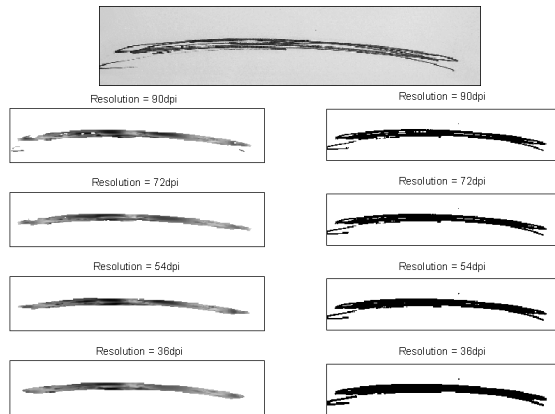 Resolution = 90dpi
Resolution = 90dpi
Resolution = 72dpi
Resolution = 72dpi
Resolution = 54dpi
Resolution = 54dpi
Resolution = 36dpi
Resolution = 36dpi